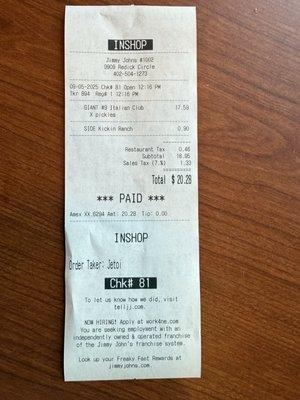 INSHOP
Jimmy Johns #1002
9909 Redick Circle
402-504-1273
09-05-2025 Chk# 81 Open 12:16 PM
Tkr 894 Reg# 1 12:16 PM
GIANT #9 Italian Club 17.59
X pickles
SIDE Kickin Ranch 0.90
Restaurant Tax 0.46
Subtotal 18.95
Sales Tax (7.%) 1.33
Total $20.28
*** PAID ***
Amex XX.6294 Amt: 20.28 Tip: 0.00
INSHOP
Order Taker: Jetoi
Chk# 81
To let us know how we did, visit
telljj.com.
NOW HIRING! Apply at work4ne.com
You are seeking employment with an
independently owned & operated franchise
of the Jimmy John's franchise system.
Look up your Freaky Fast Rewards at
jimmyjohns.com.